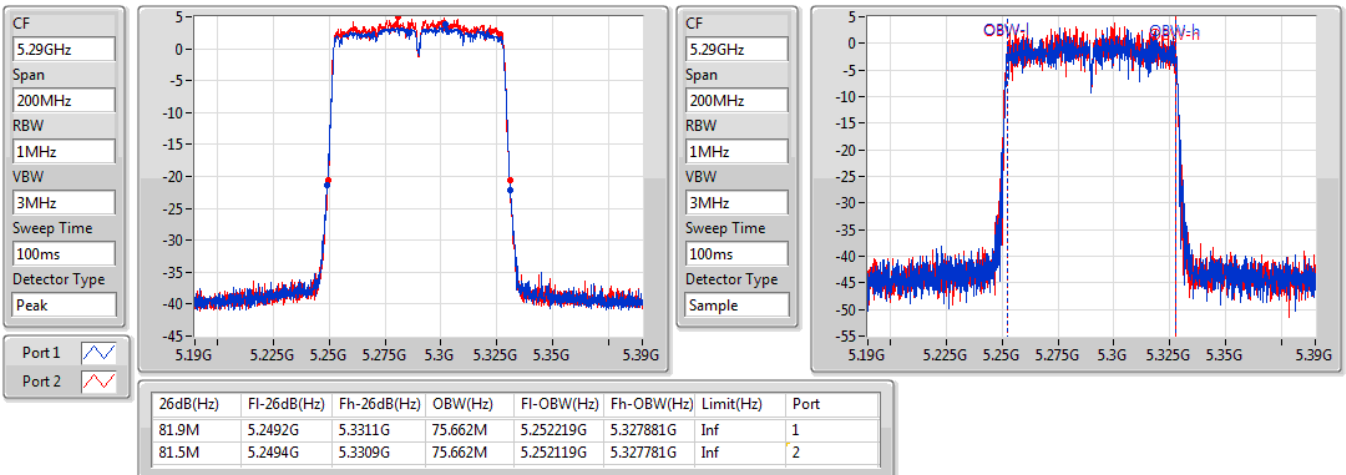 CF
5.29GHz
Span
200MHz
RBW
1MHz
VBW
3MHz
Sweep Time
100ms
Detector Type
Peak
Port 1
Port 2
5
0
-5
-10
-15
-20
-25
-30
-35
-40
-45
5.19G 5.225G 5.25G 5.275G 5.3G 5.325G 5.35G 5.39G
CF
5.29GHz
Span
200MHz
RBW
1MHz
VBW
3MHz
Sweep Time
100ms
Detector Type
Sample
5
0
-5
-10
-15
-20
-25
-30
-35
-40
-45
-50
-55
OBW-l OBW-h
5.19G 5.225G 5.25G 5.275G 5.3G 5.325G 5.35G 5.39G
26dB(Hz) Fl-26dB(Hz) Fh-26dB(Hz) OBW(Hz) Fl-OBW(Hz) Fh-OBW(Hz) Limit(Hz) Port
81.9M 5.2492G 5.3311G 75.662M 5.252219G 5.327881G Inf 1
81.5M 5.2494G 5.3309G 75.662M 5.252119G 5.327781G Inf 2